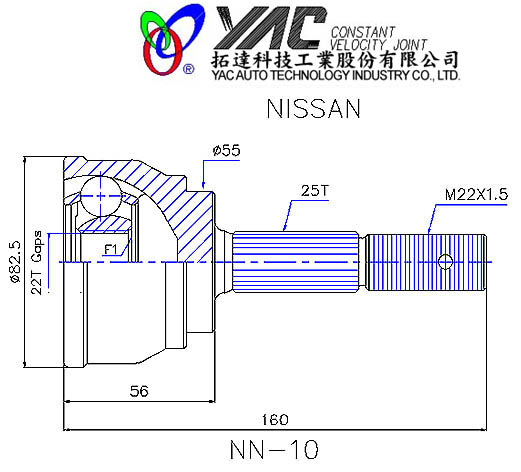 YAC CONSTANT
VELOCITY JOINT
拓達科技工業股份有限公司
YAC AUTO TECHNOLOGY INDUSTRY CO., LTD.
®
NISSAN
ø55
25T
M22X1.5
F1
22T Gaps
ø82.5
56
160
NN-10